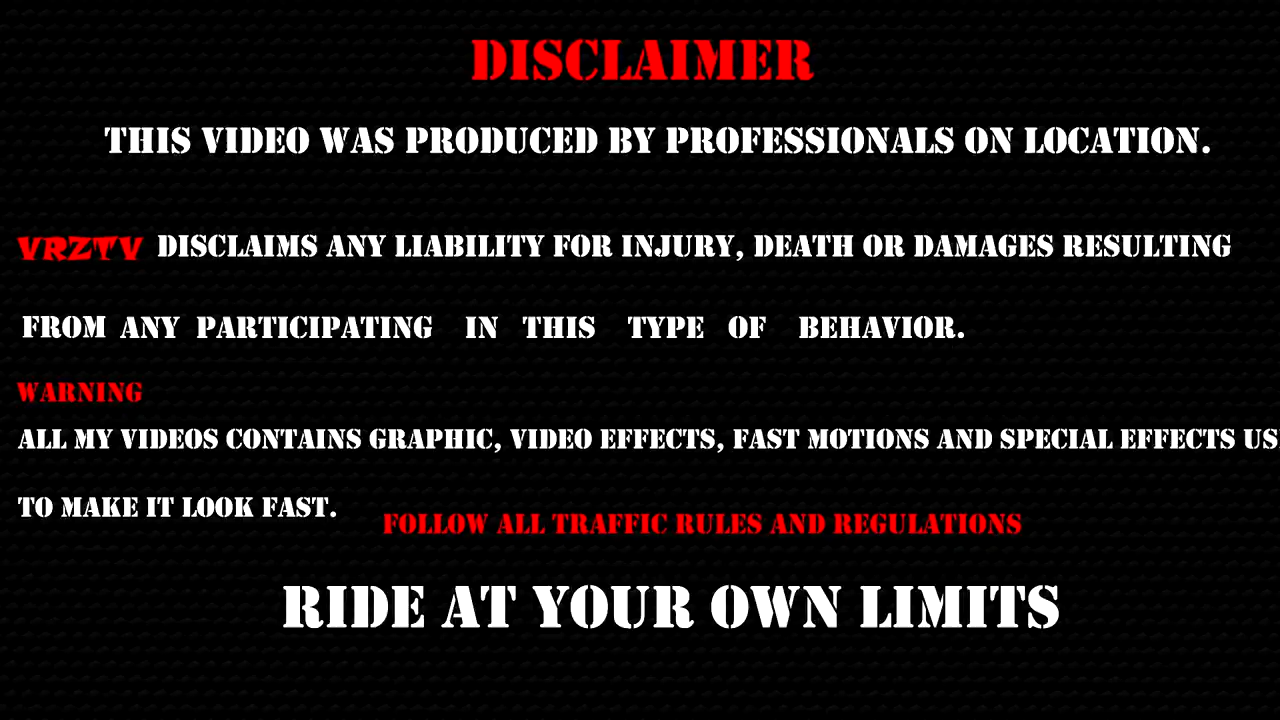 DISCLAIMER
THIS VIDEO WAS PRODUCED BY PROFESSIONALS ON LOCATION.
VRZTV DISCLAIMS ANY LIABILITY FOR INJURY, DEATH OR DAMAGES RESULTING
FROM ANY PARTICIPATING IN THIS TYPE OF BEHAVIOR.
WARNING
ALL MY VIDEOS CONTAINS GRAPHIC, VIDEO EFFECTS, FAST MOTIONS AND SPECIAL EFFECTS
TO MAKE IT LOOK FAST.
FOLLOW ALL TRAFFIC RULES AND REGULATIONS
RIDE AT YOUR OWN LIMITS